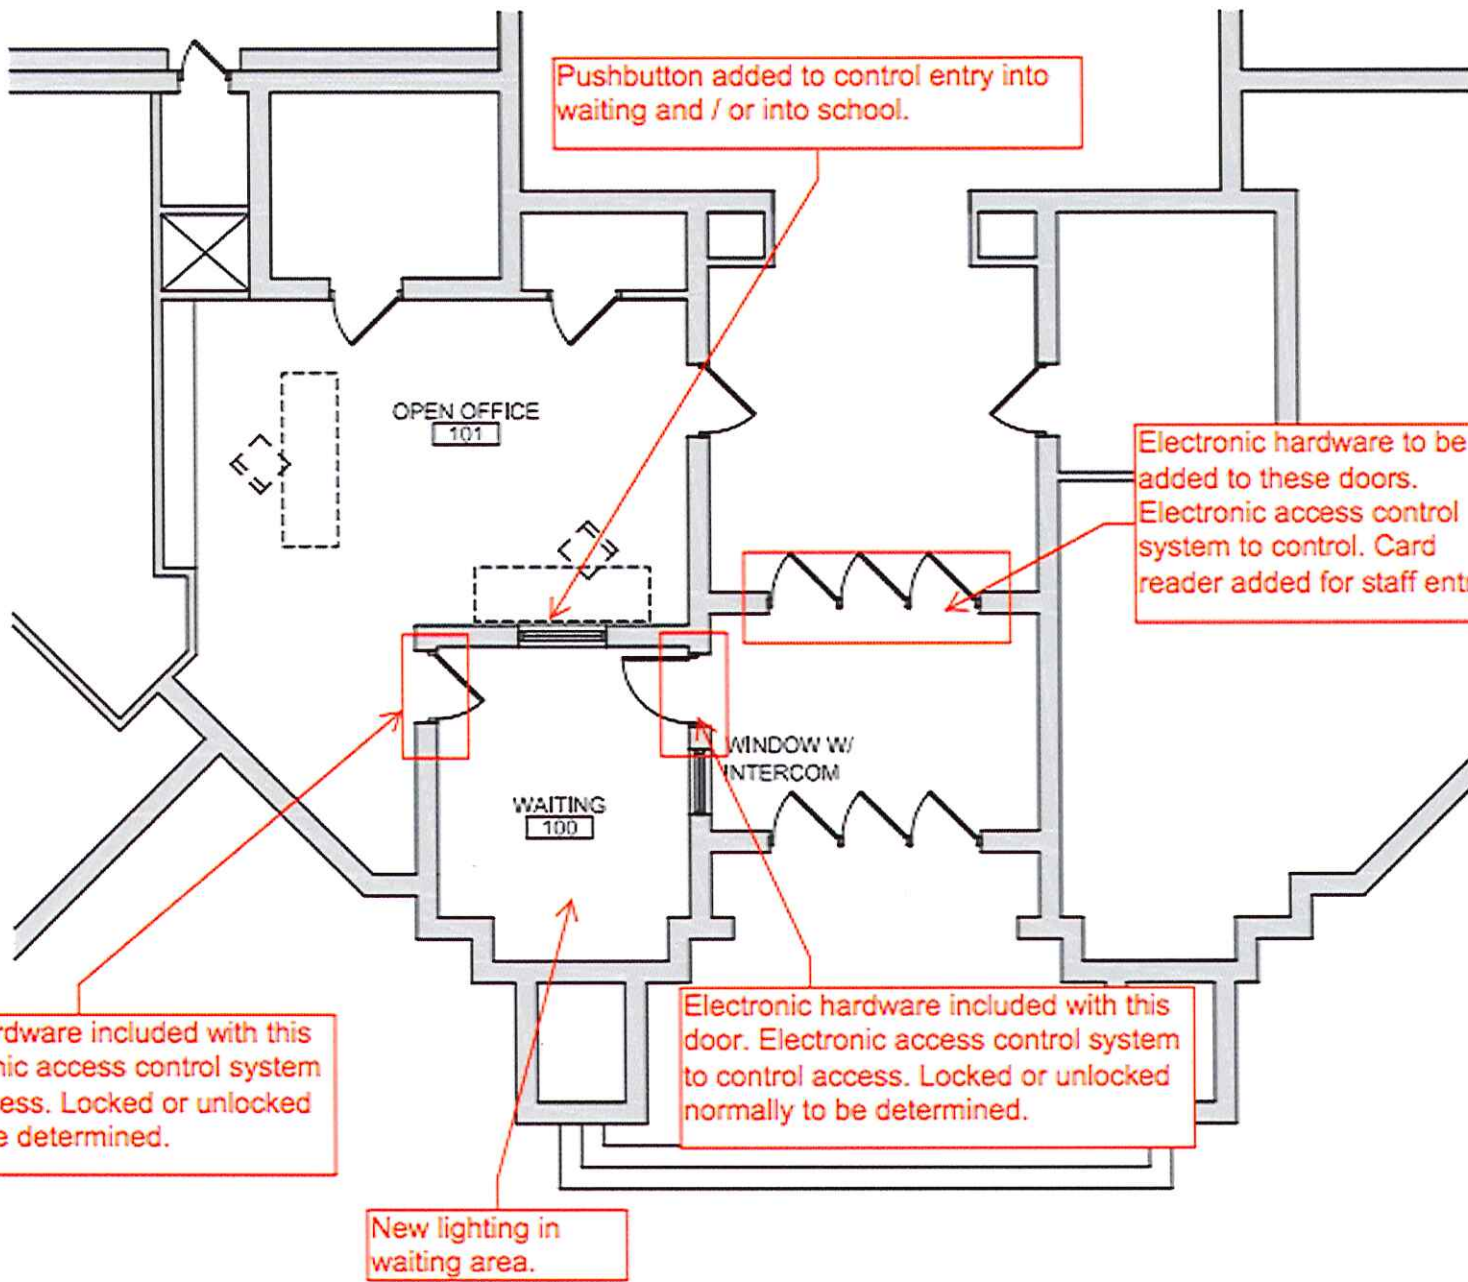 Pushbutton added to control entry into
waiting and / or into school.
OPEN OFFICE
101
Electronic hardware to be
added to these doors.
Electronic access control
system to control. Card
reader added for staff
WINDOW W/
INTERCOM
WAITING
100
included with this
access control system
Locked or unlocked
determined.
Electronic hardware included with this
door. Electronic access control system
to control access. Locked or unlocked
normally to be determined.
New lighting in
waiting area.